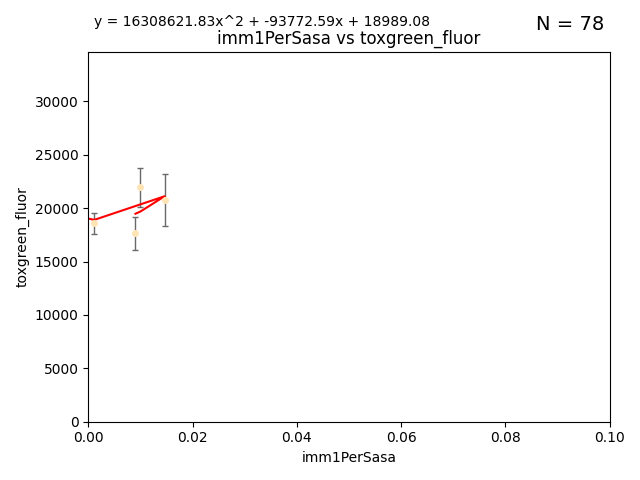 y = 16308621.83x^2 + -93772.59x + 18989.08
N = 78
imm1PerSasa vs toxgreen_fluor
toxgreen_fluor
30000
25000
20000
15000
10000
5000
0
0.00 0.02 0.04 0.06 0.08 0.10
imm1PerSasa